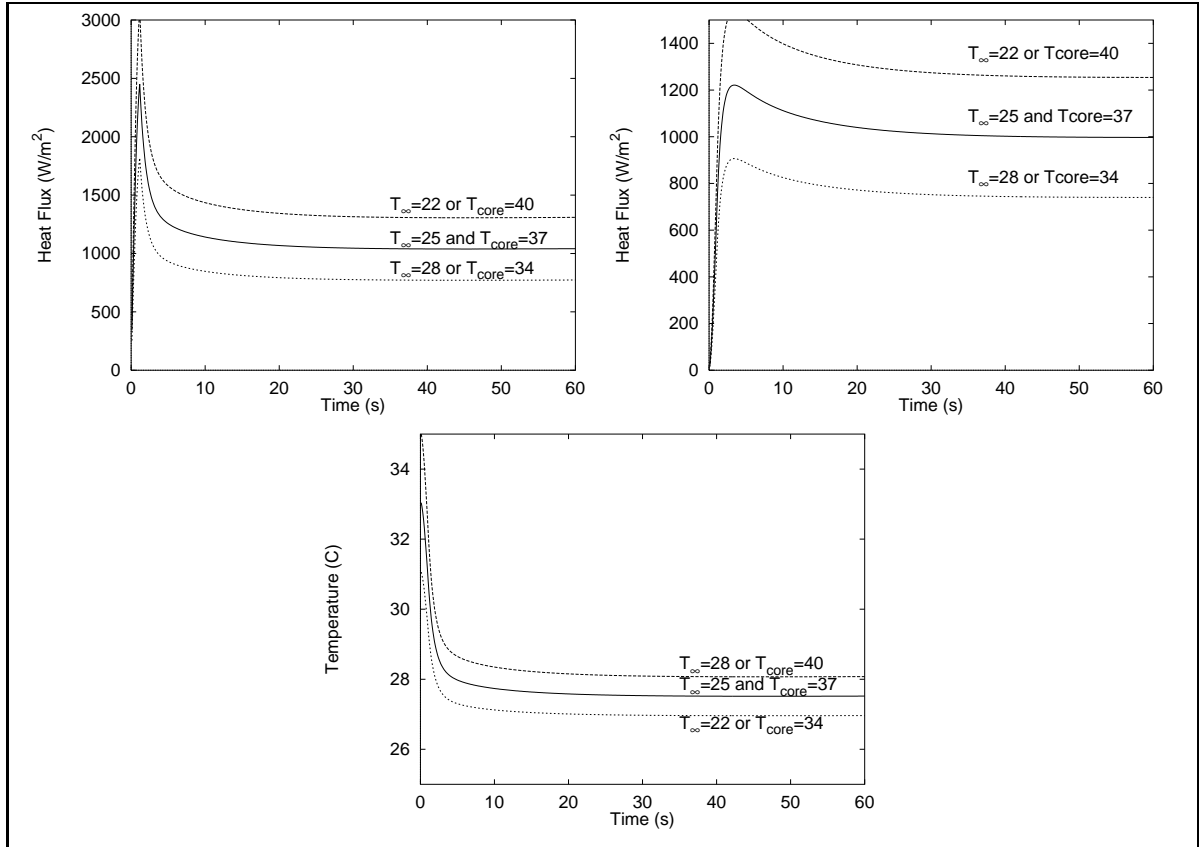 3000
2500
2000
1500
1000
500
0
Heat Flux (W/m²)
T∞=22 or Tcore=40
T∞=25 and Tcore=37
T∞=28 or Tcore=34
0 10 20 30 40 50 60
Time (s)
1400
1200
1000
800
600
400
200
0
Heat Flux (W/m²)
T∞=22 or Tcore=40
T∞=25 and Tcore=37
T∞=28 or Tcore=34
0 10 20 30 40 50 60
Time (s)
34
32
30
28
26
Temperature (C)
T∞=28 or Tcore=40
T∞=25 and Tcore=37
T∞=22 or Tcore=34
0 10 20 30 40 50 60
Time (s)